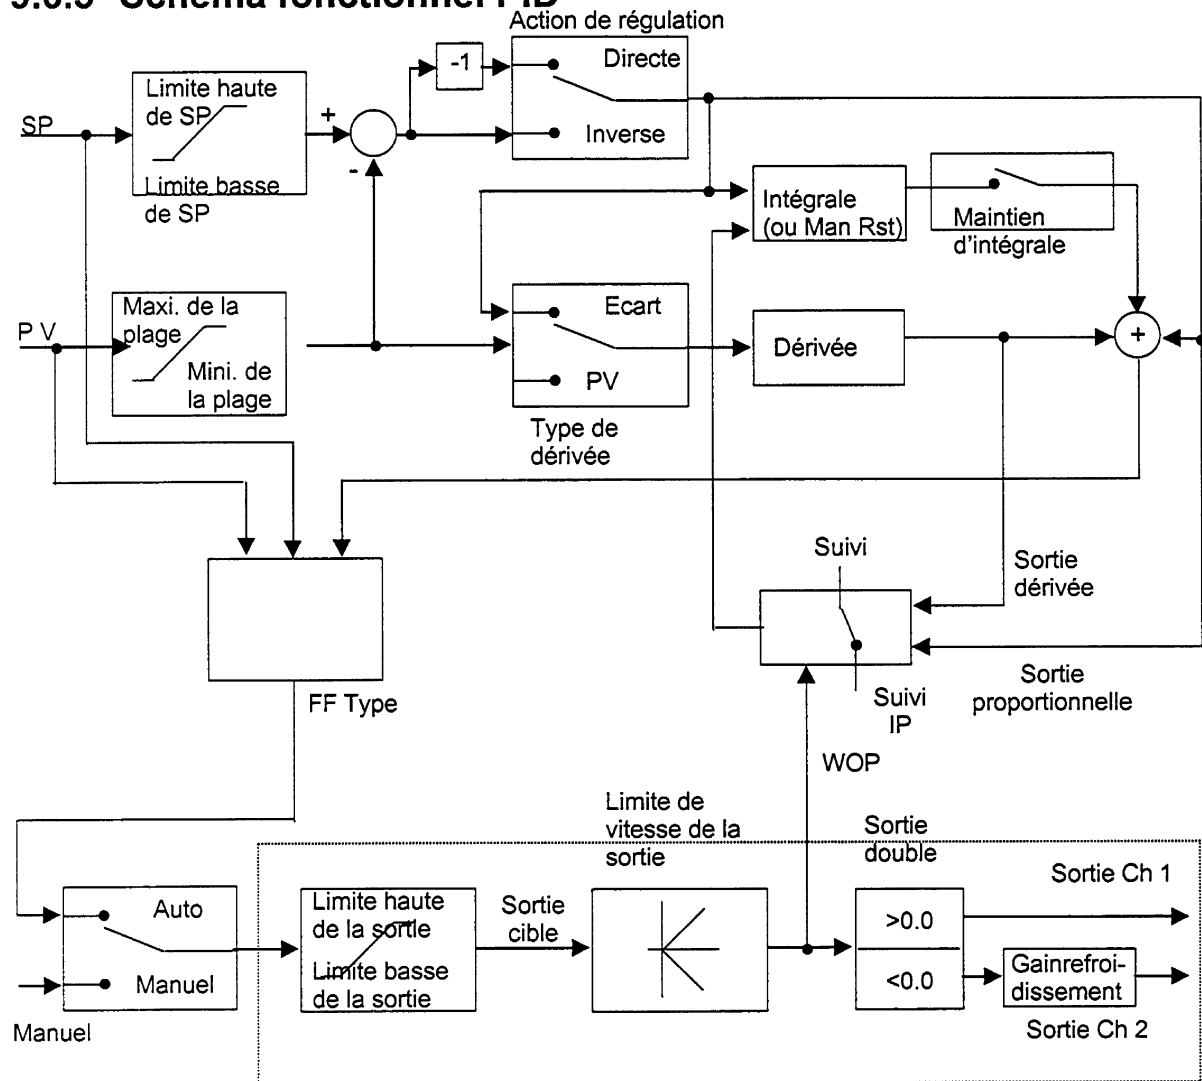 Schéma fonctionnel PID
Action de régulation
-1
Directe
Inverse
SP
Limite haute
de SP
Limite basse
de SP
+
-
Intégrale
(ou Man Rst)
Maintien
d'intégrale
P V
Maxi. de la
plage
Mini. de
la plage
Ecart
PV
Type de
dérivée
Dérivée
+
Suivi
Sortie
dérivée
Suivi
IP
Sortie
proportionnelle
FF Type
WOP
Limite de
vitesse de la
sortie
Sortie
double
Sortie Ch 1
Auto
Manuel
Manuel
Limite haute
de la sortie
Limite basse
de la sortie
Sortie
cible
>0.0
<0.0
Gainrefroi-
dissement
Sortie Ch 2